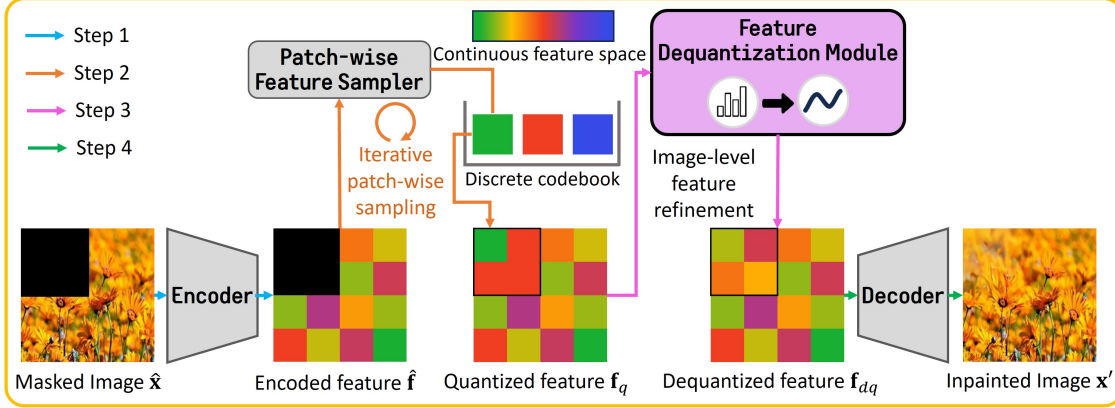 Step 1
Step 2
Step 3
Step 4
Patch-wise
Feature Sampler
Continuous feature space
Feature
Dequantization Module
Iterative
patch-wise
sampling
Discrete codebook
Image-level
feature
refinement
Encoder
Decoder
Masked Image x̂
Encoded feature f̂
Quantized feature f_q
Dequantized feature f_dq
Inpainted Image x′